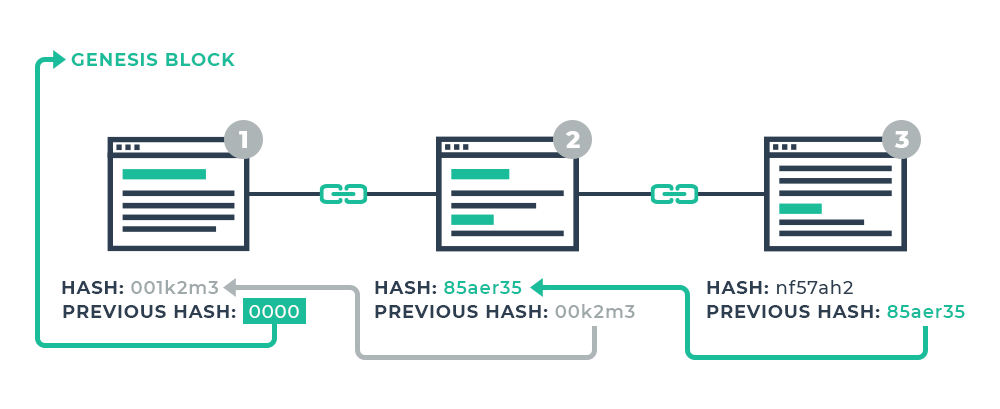 GENESIS BLOCK
1
2
3
HASH: 001k2m3
PREVIOUS HASH: 0000
HASH: 85aer35
PREVIOUS HASH: 00k2m3
HASH: nf57ah2
PREVIOUS HASH: 85aer35